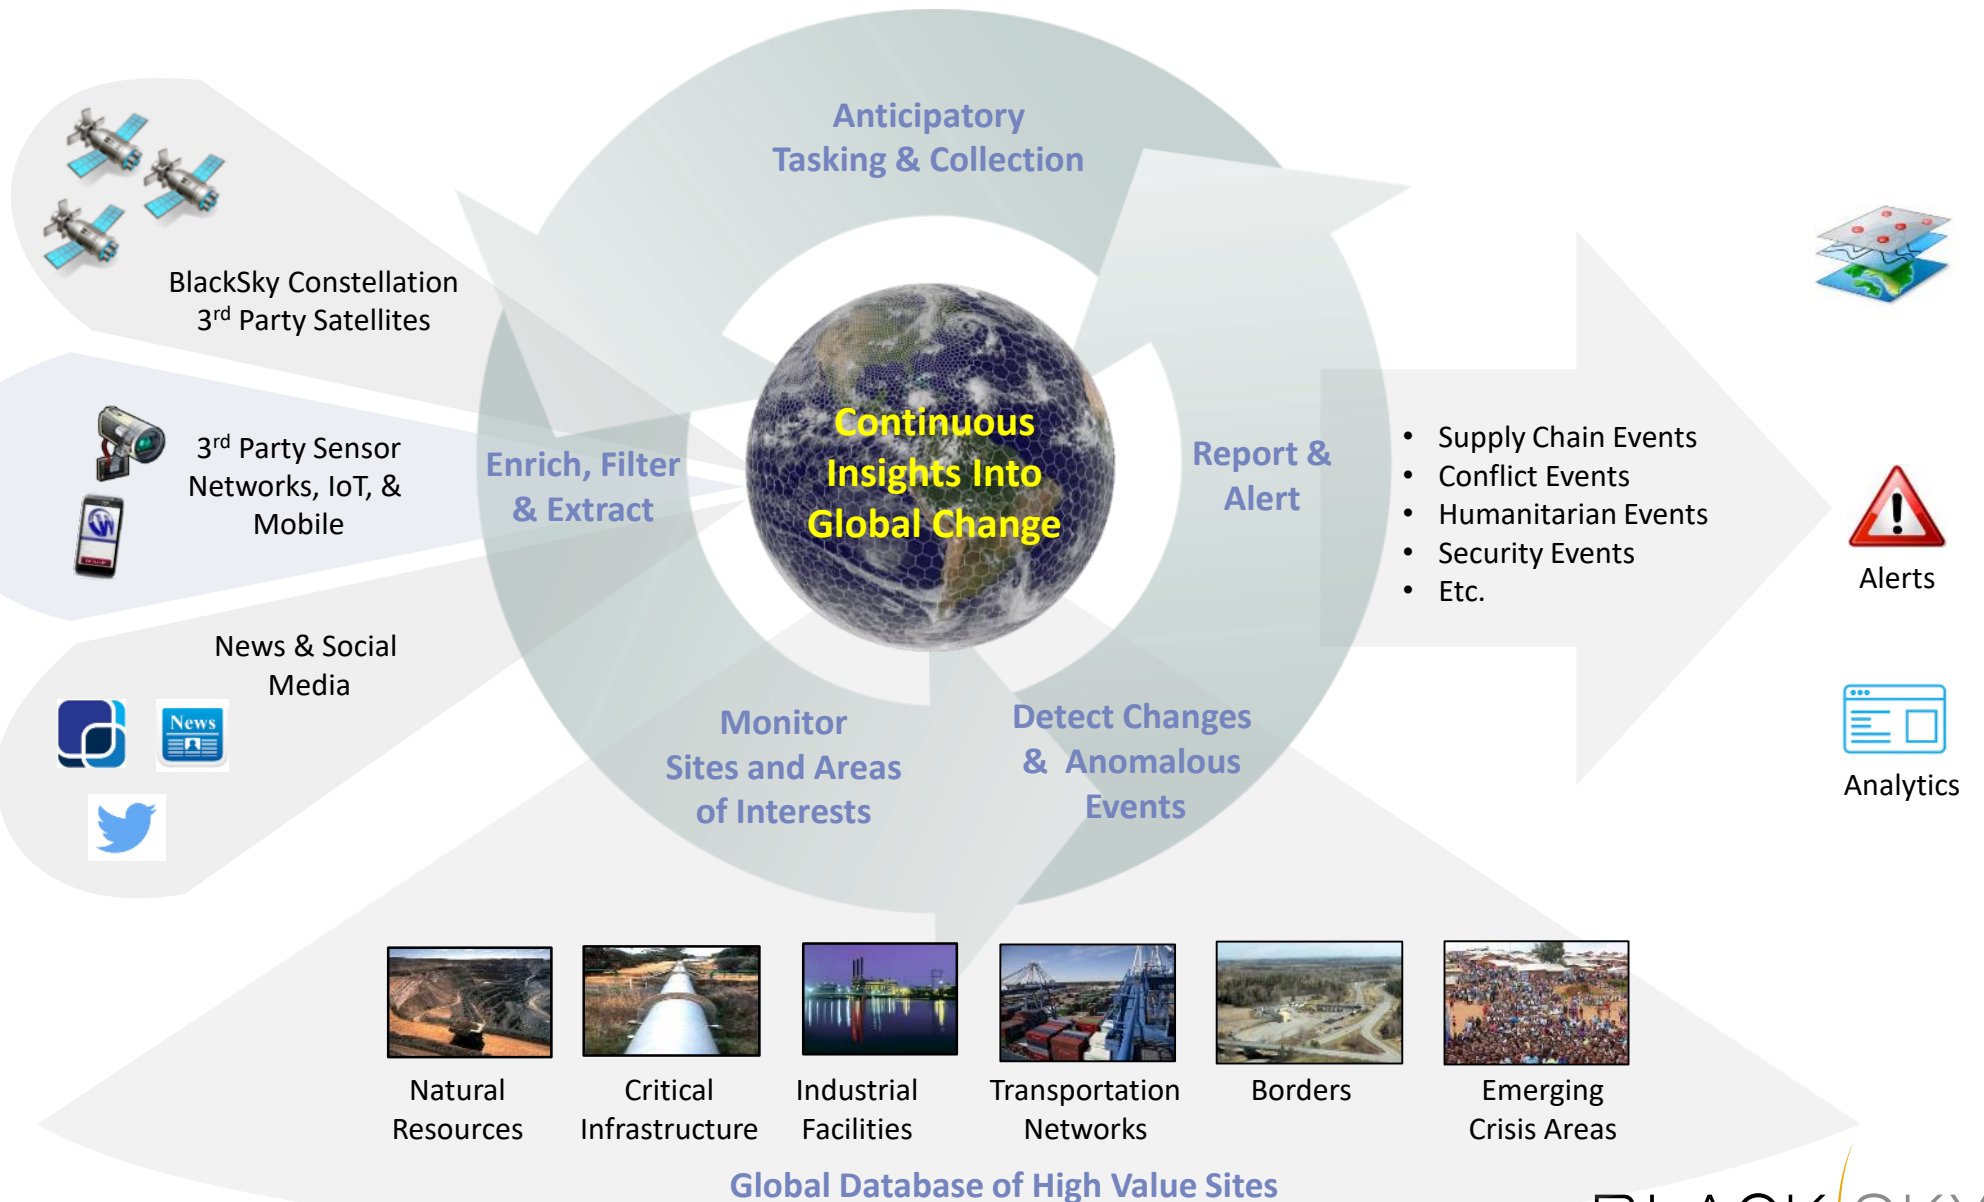 Anticipatory
Tasking & Collection
BlackSky Constellation
3rd Party Satellites
3rd Party Sensor
Networks, IoT, &
Mobile
News & Social
Media
News
Enrich, Filter
& Extract
Continuous
Insights Into
Global Change
Report &
Alert
• Supply Chain Events
• Conflict Events
• Humanitarian Events
• Security Events
• Etc.
Alerts
Analytics
Monitor
Sites and Areas
of Interests
Detect Changes
& Anomalous
Events
Natural
Resources
Critical
Infrastructure
Industrial
Facilities
Transportation
Networks
Borders
Emerging
Crisis Areas
Global Database of High Value Sites
BLACK SKY